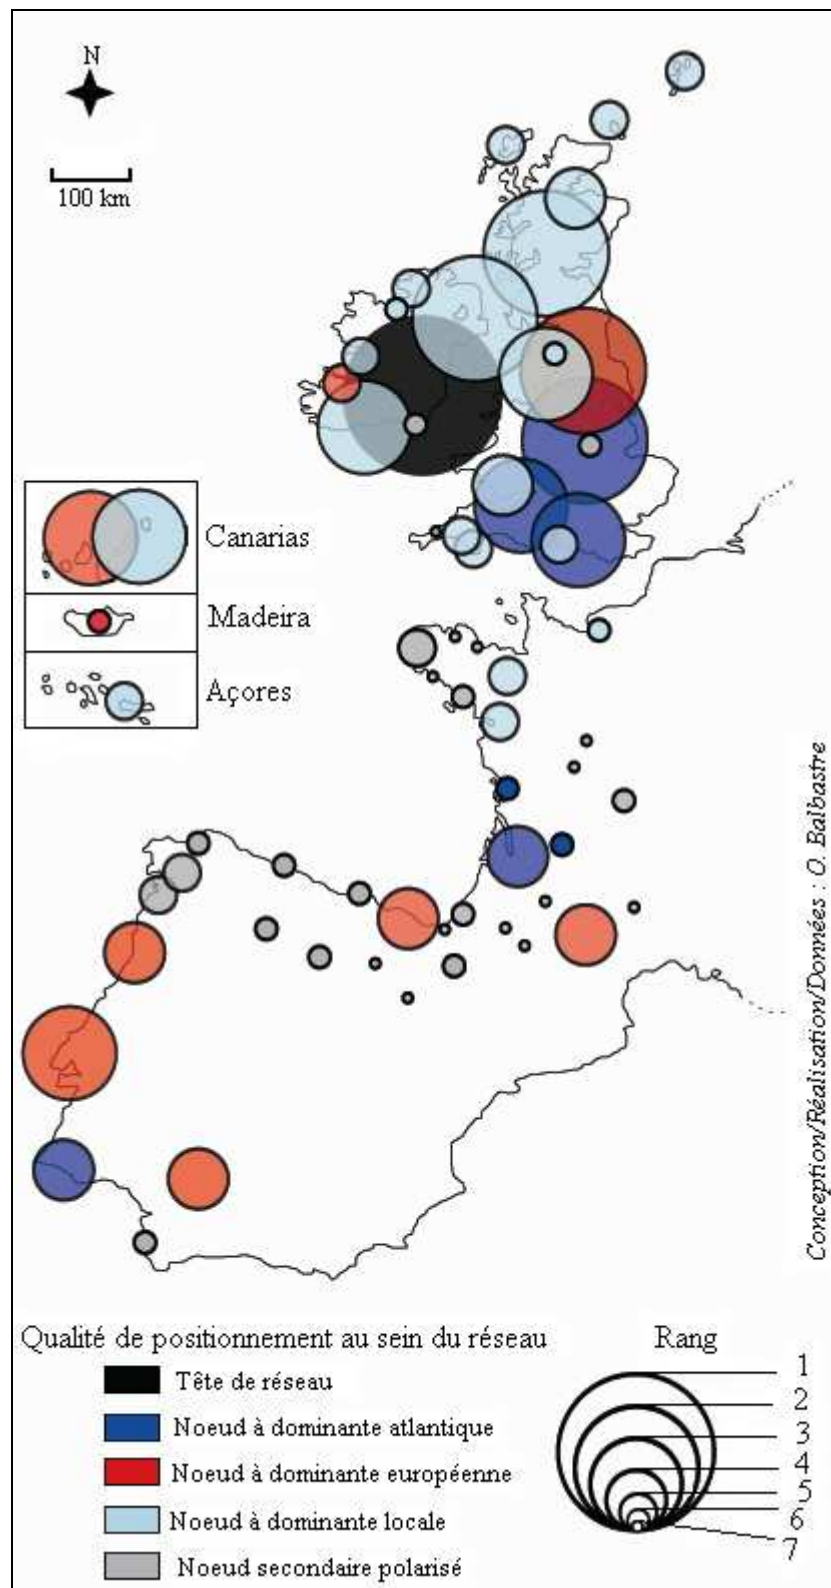 N
100 km
Canarias
Madeira
Açores
Conception/Réalisation/Données : O. Balbastre
Qualité de positionnement au sein du réseau
Tête de réseau
Noeud à dominante atlantique
Noeud à dominante européenne
Noeud à dominante locale
Noeud secondaire polarisé
Rang
1
2
3
4
5
6
7